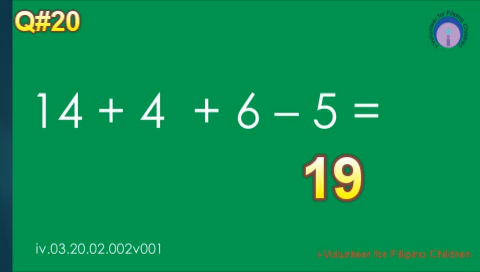 Q#20
14 + 4 + 6 – 5 =
19
iv.03.20.02.002v001
Volunteer for Filipino Children